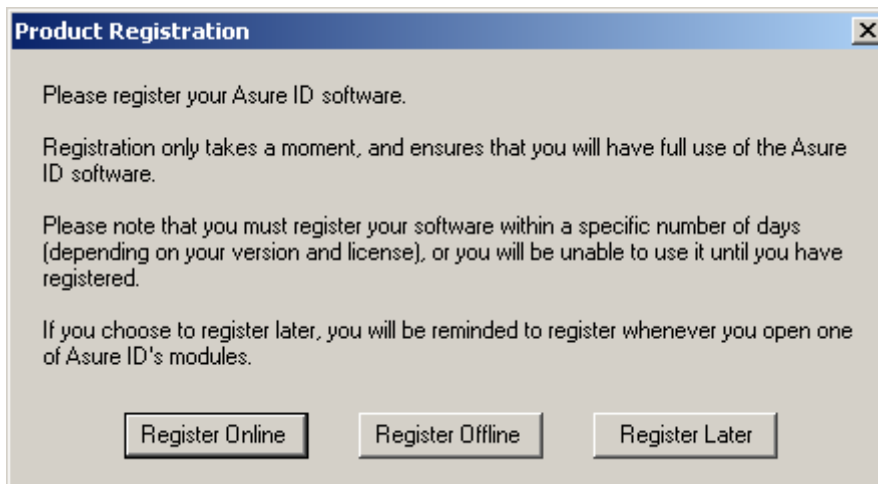 Product Registration
Please register your Asure ID software.
Registration only takes a moment, and ensures that you will have full use of the Asure
ID software.
Please note that you must register your software within a specific number of days
(depending on your version and license), or you will be unable to use it until you have
registered.
If you choose to register later, you will be reminded to register whenever you open one
of Asure ID's modules.
Register Online Register Offline Register Later